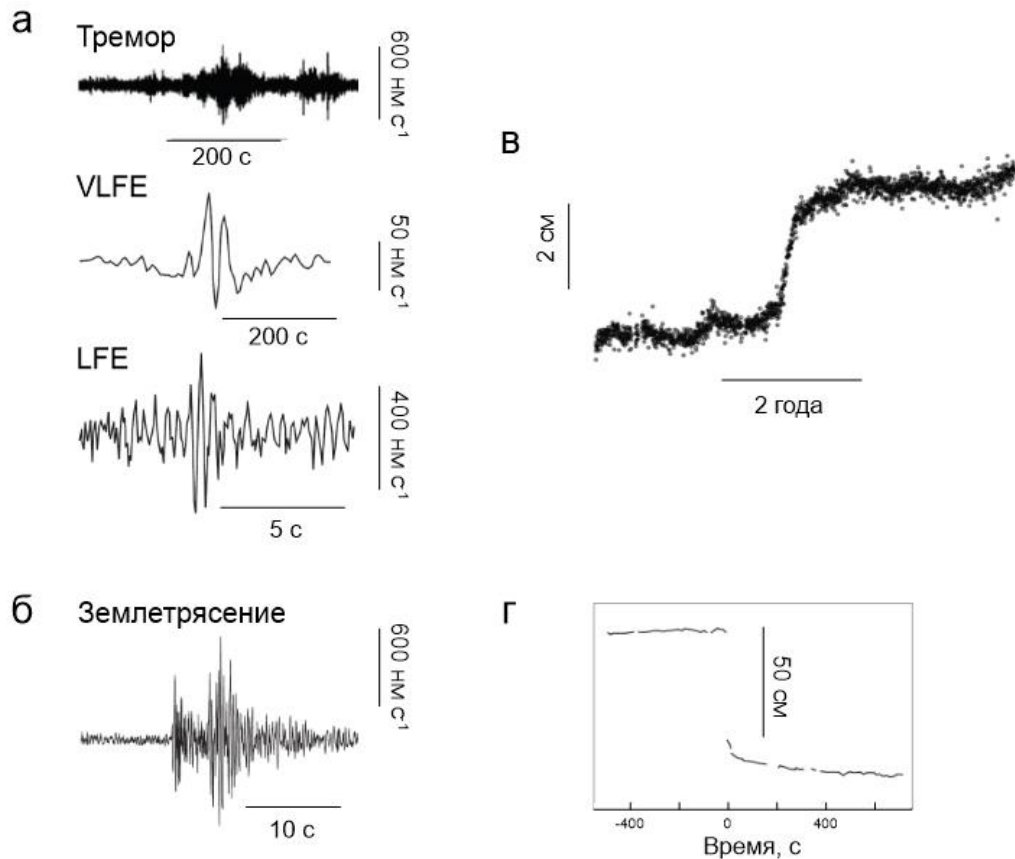 а
Тремор
600 нм с⁻¹
200 с
VLFE
50 нм с⁻¹
200 с
LFE
400 нм с⁻¹
5 с
б
Землетрясение
600 нм с⁻¹
10 с
в
2 см
2 года
г
50 см
-400 0 400
Время, с